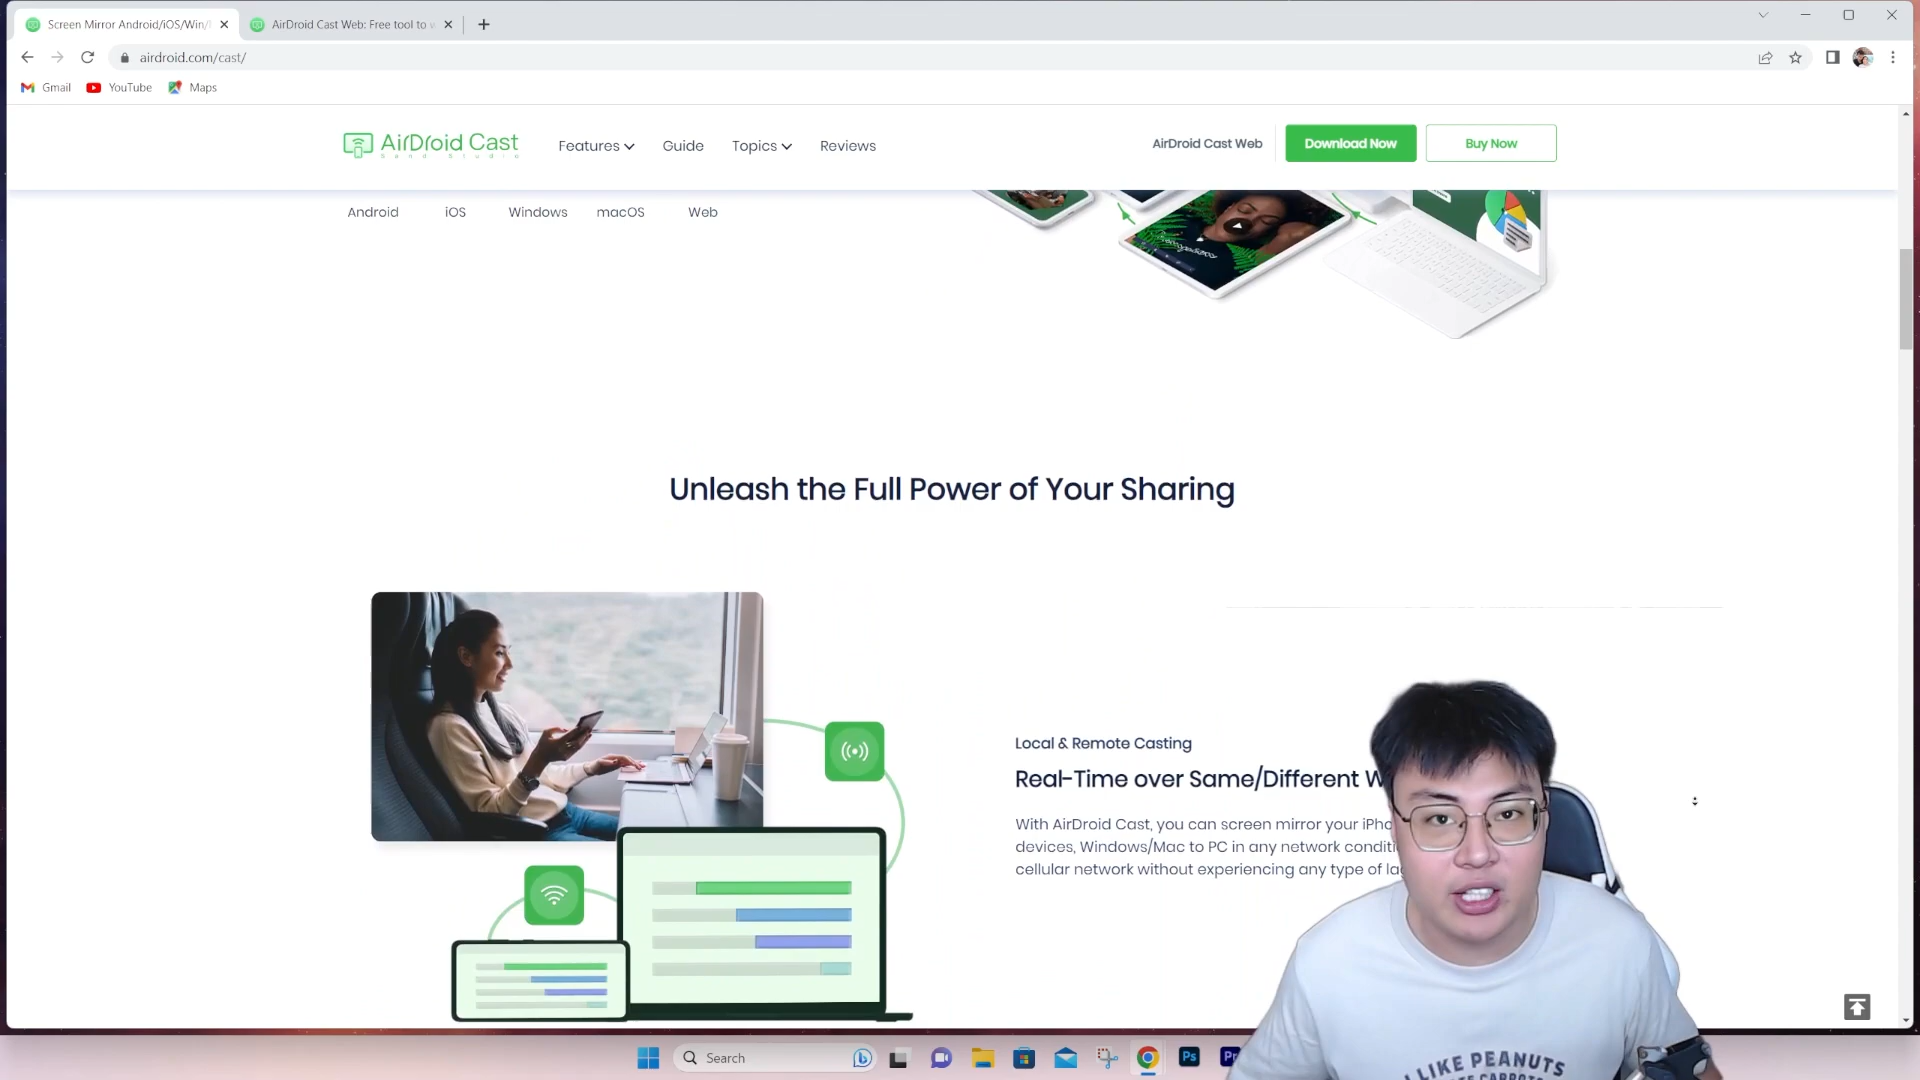 Screen Mirror Android/iOS/Win/
AirDroid Cast Web: Free tool to
airdroid.com/cast/
Gmail
YouTube
Maps
AirDroid Cast
Sand Studio
Features
Guide
Topics
Reviews
AirDroid Cast Web
Download Now
Buy Now
Android
iOS
Windows
macOS
Web
Unleash the Full Power of Your Sharing
Local & Remote Casting
Real-Time over Same/Different W
With AirDroid Cast, you can screen mirror your iPho
devices, Windows/Mac to PC in any network conditi
cellular network without experiencing any type of la
Search
Ps
Pr
I LIKE PEANUTS